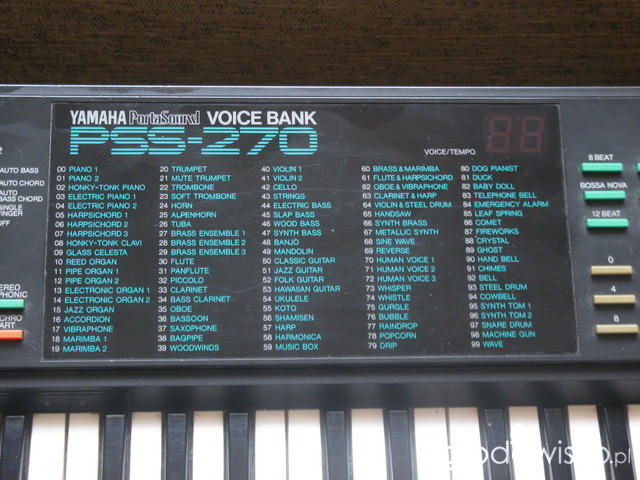 YAMAHA PortaSound VOICE BANK
PSS-270
VOICE/TEMPO
00 PIANO 1
01 PIANO 2
02 HONKY-TONK PIANO
03 ELECTRIC PIANO 1
04 ELECTRIC PIANO 2
05 HARPSICHORD 1
06 HARPSICHORD 2
07 HARPSICHORD 3
08 HONKY-TONK CLAVI
09 GLASS CELESTA
10 REED ORGAN
11 PIPE ORGAN 1
12 PIPE ORGAN 2
13 ELECTRONIC ORGAN 1
14 ELECTRONIC ORGAN 2
15 JAZZ ORGAN
16 ACCORDION
17 VIBRAPHONE
18 MARIMBA 1
19 MARIMBA 2
20 TRUMPET
21 MUTE TRUMPET
22 TROMBONE
23 SOFT TROMBONE
24 HORN
25 ALPENHORN
26 TUBA
27 BRASS ENSEMBLE 1
28 BRASS ENSEMBLE 2
29 BRASS ENSEMBLE 3
30 FLUTE
31 PANFLUTE
32 PICCOLO
33 CLARINET
34 BASS CLARINET
35 OBOE
36 BASSOON
37 SAXOPHONE
38 BAGPIPE
39 WOODWINDS
40 VIOLIN 1
41 VIOLIN 2
42 CELLO
43 STRINGS
44 ELECTRIC BASS
45 SLAP BASS
46 WOOD BASS
47 SYNTH BASS
48 BANJO
49 MANDOLIN
50 CLASSIC GUITAR
51 JAZZ GUITAR
52 FOLK GUITAR
53 HAWAIIAN GUITAR
54 UKULELE
55 KOTO
56 SHAMISEN
57 HARP
58 HARMONICA
59 MUSIC BOX
60 BRASS & MARIMBA
61 FLUTE & HARPSICHORD
62 OBOE & VIBRAPHONE
63 CLARINET & HARP
64 VIOLIN & STEEL DRUM
65 HANDSAW
66 SYNTH BRASS
67 METALLIC SYNTH
68 SINE WAVE
69 REVERSE
70 HUMAN VOICE 1
71 HUMAN VOICE 2
72 HUMAN VOICE 3
73 WHISPER
74 WHISTLE
75 GURGLE
76 BUBBLE
77 RAINDROP
78 POPCORN
79 DRIP
80 DOG PIANIST
81 DUCK
82 BABY DOLL
83 TELEPHONE BELL
84 EMERGENCY ALARM
85 LEAF SPRING
86 COMET
87 FIREWORKS
88 CRYSTAL
89 GHOST
90 HAND BELL
91 CHIMES
92 BELL
93 STEEL DRUM
94 COWBELL
95 SYNTH TOM 1
96 SYNTH TOM 2
97 SNARE DRUM
98 MACHINE GUN
99 WAVE
AUTO BASS
AUTO CHORD
AUTO
BASS CHORD
SINGLE
FINGER
OFF
8 BEAT
BOSSA NOVA
12 BEAT
0
4
8